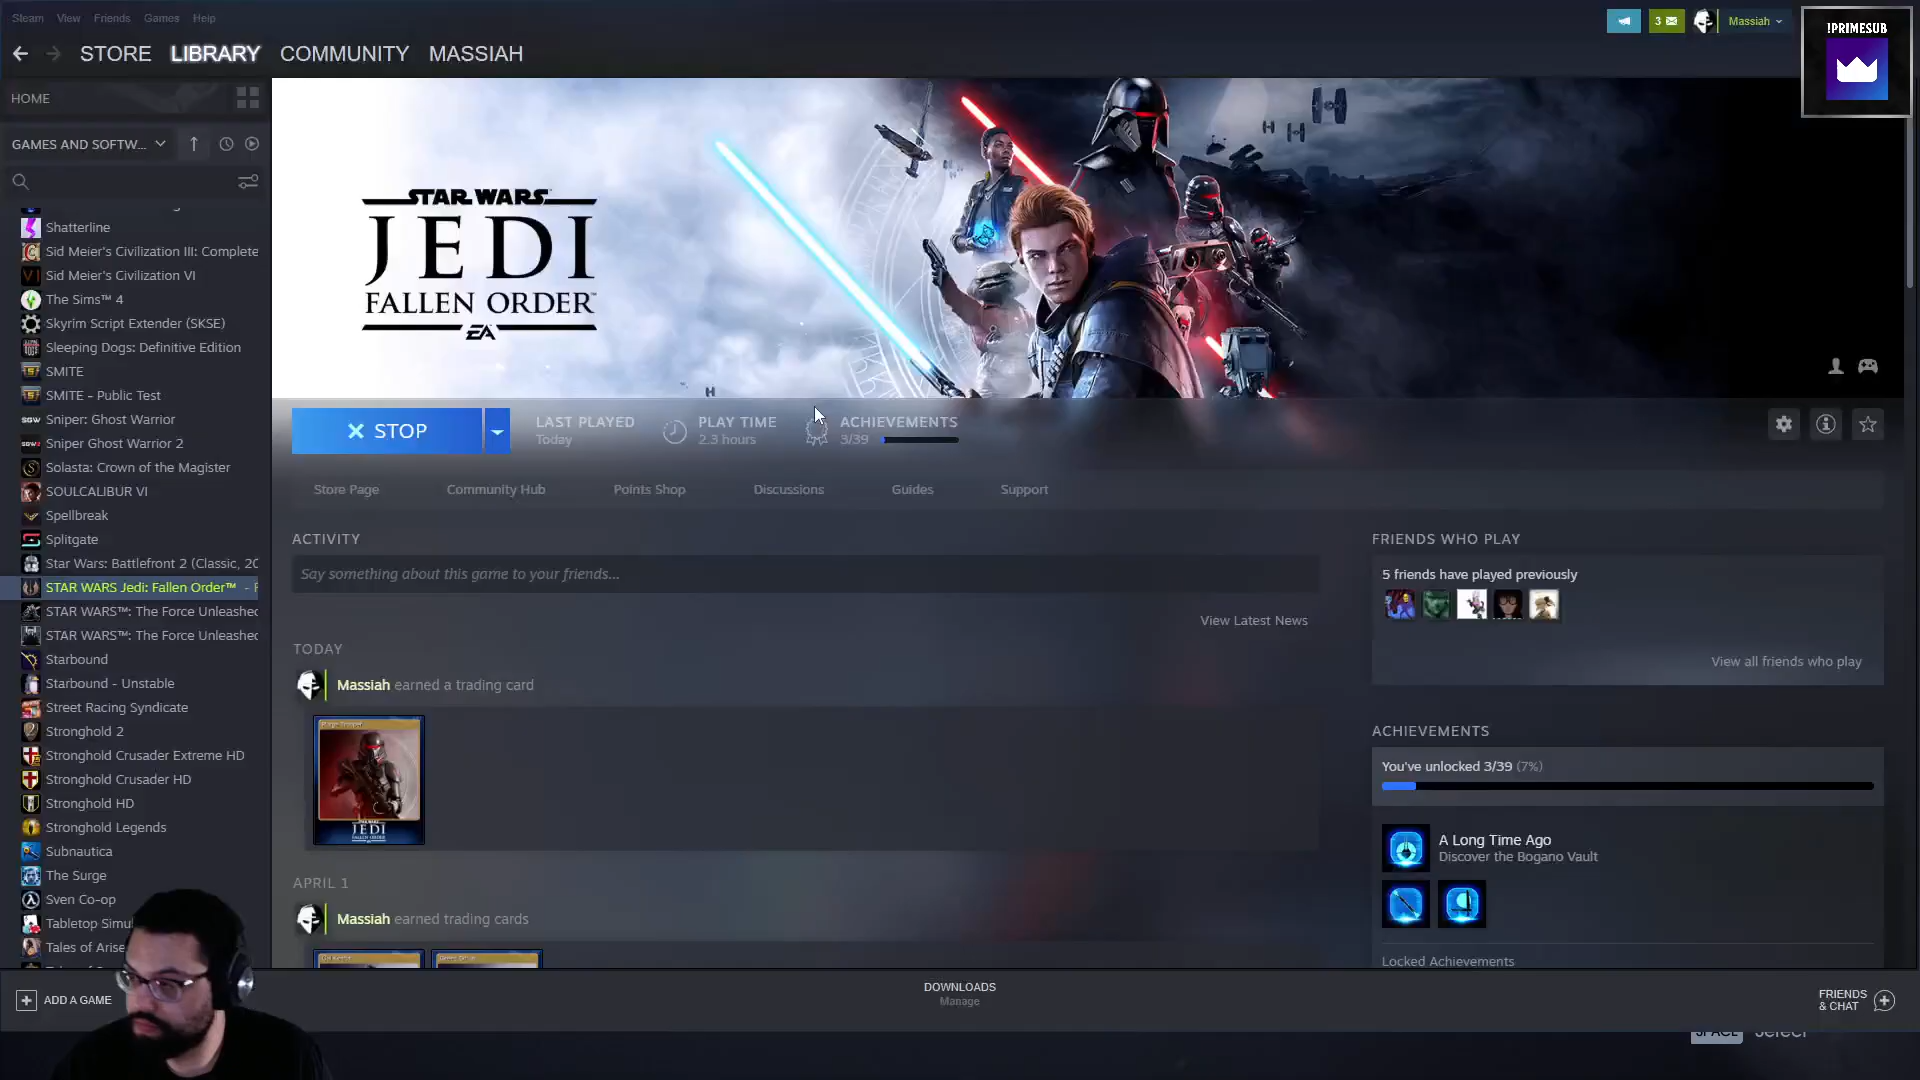 Steam View Friends Games Help
3
Massiah
!PRIMESUB
STORE LIBRARY COMMUNITY MASSIAH
HOME
GAMES AND SOFTW...
Shatterline
Sid Meier's Civilization III: Complete
Sid Meier's Civilization VI
The Sims™ 4
Skyrim Script Extender (SKSE)
Sleeping Dogs: Definitive Edition
SMITE
SMITE - Public Test
Sniper: Ghost Warrior
Sniper Ghost Warrior 2
Solasta: Crown of the Magister
SOULCALIBUR VI
Spellbreak
Splitgate
Star Wars: Battlefront 2 (Classic, 20
STAR WARS Jedi: Fallen Order™ -
STAR WARS™: The Force Unleashed
STAR WARS™: The Force Unleashed
Starbound
Starbound - Unstable
Street Racing Syndicate
Stronghold 2
Stronghold Crusader Extreme HD
Stronghold Crusader HD
Stronghold HD
Stronghold Legends
Subnautica
The Surge
Sven Co-op
Tabletop Simu
Tales of Arise
ADD A GAME
STAR WARS
JEDI
FALLEN ORDER™
EA
STOP
LAST PLAYED
Today
PLAY TIME
2.3 hours
ACHIEVEMENTS
3/39
Store Page Community Hub Points Shop Discussions Guides Support
ACTIVITY
Say something about this game to your friends...
View Latest News
TODAY
Massiah earned a trading card
STAR WARS
JEDI
FALLEN ORDER
APRIL 1
Massiah earned trading cards
FRIENDS WHO PLAY
5 friends have played previously
View all friends who play
ACHIEVEMENTS
You've unlocked 3/39 (7%)
A Long Time Ago
Discover the Bogano Vault
Locked Achievements
DOWNLOADS
Manage
FRIENDS
& CHAT
SPACE Select